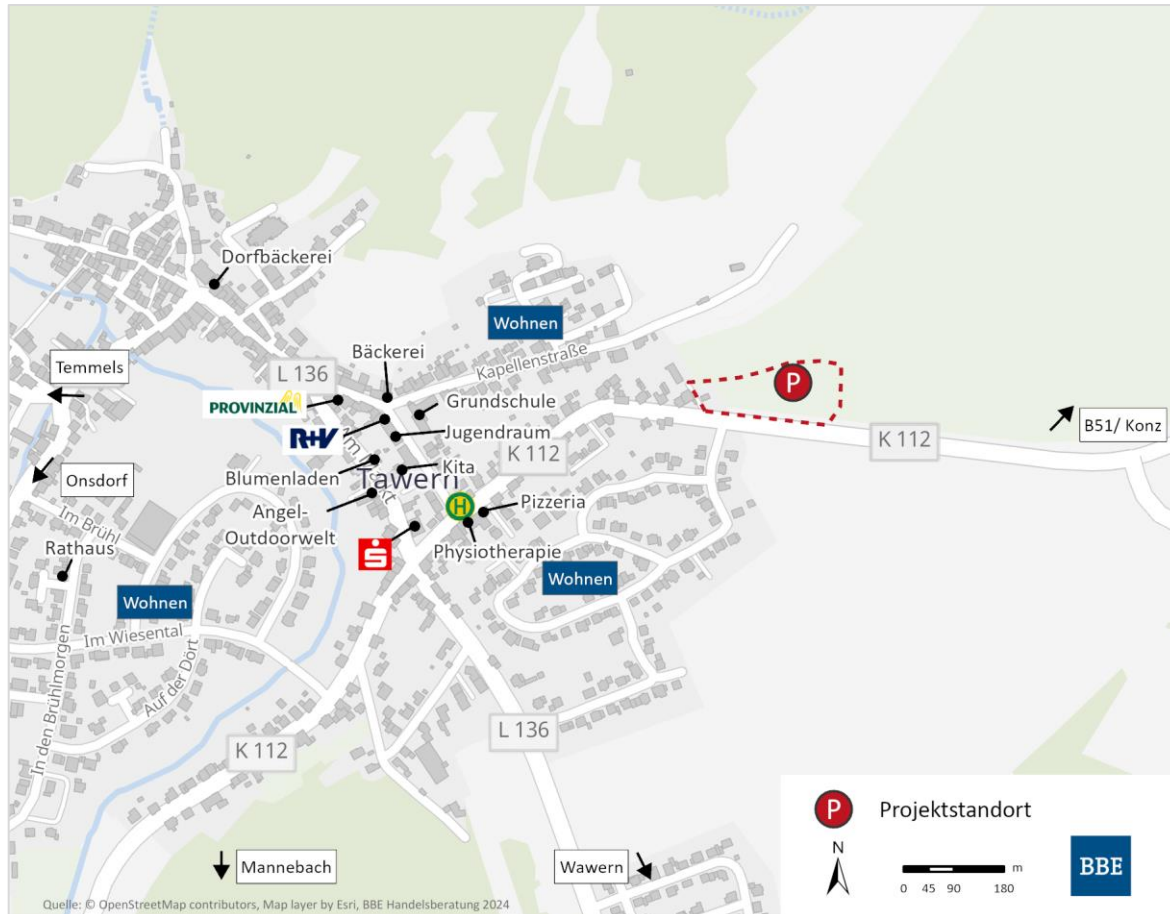 Dorfbäckerei
Wohnen
Temmels
Bäckerei
Kapellenstraße
L 136
P
PROVINZIAL
Grundschule
B51/ Konz
R+V
Jugendraum
K 112
K 112
Blumenladen
Kita
Tawern
Onsdorf
Im Brühl
Angel-
Outdoorwelt
H
Pizzeria
Rathaus
Physiotherapie
S
Wohnen
Wohnen
Im Wiesental
Auf der Dört
In den Brühlmorgen
L 136
K 112
P Projektstandort
N
m
0 45 90 180
BBE
Mannebach
Wawern
Quelle: © OpenStreetMap contributors, Map layer by Esri, BBE Handelsberatung 2024